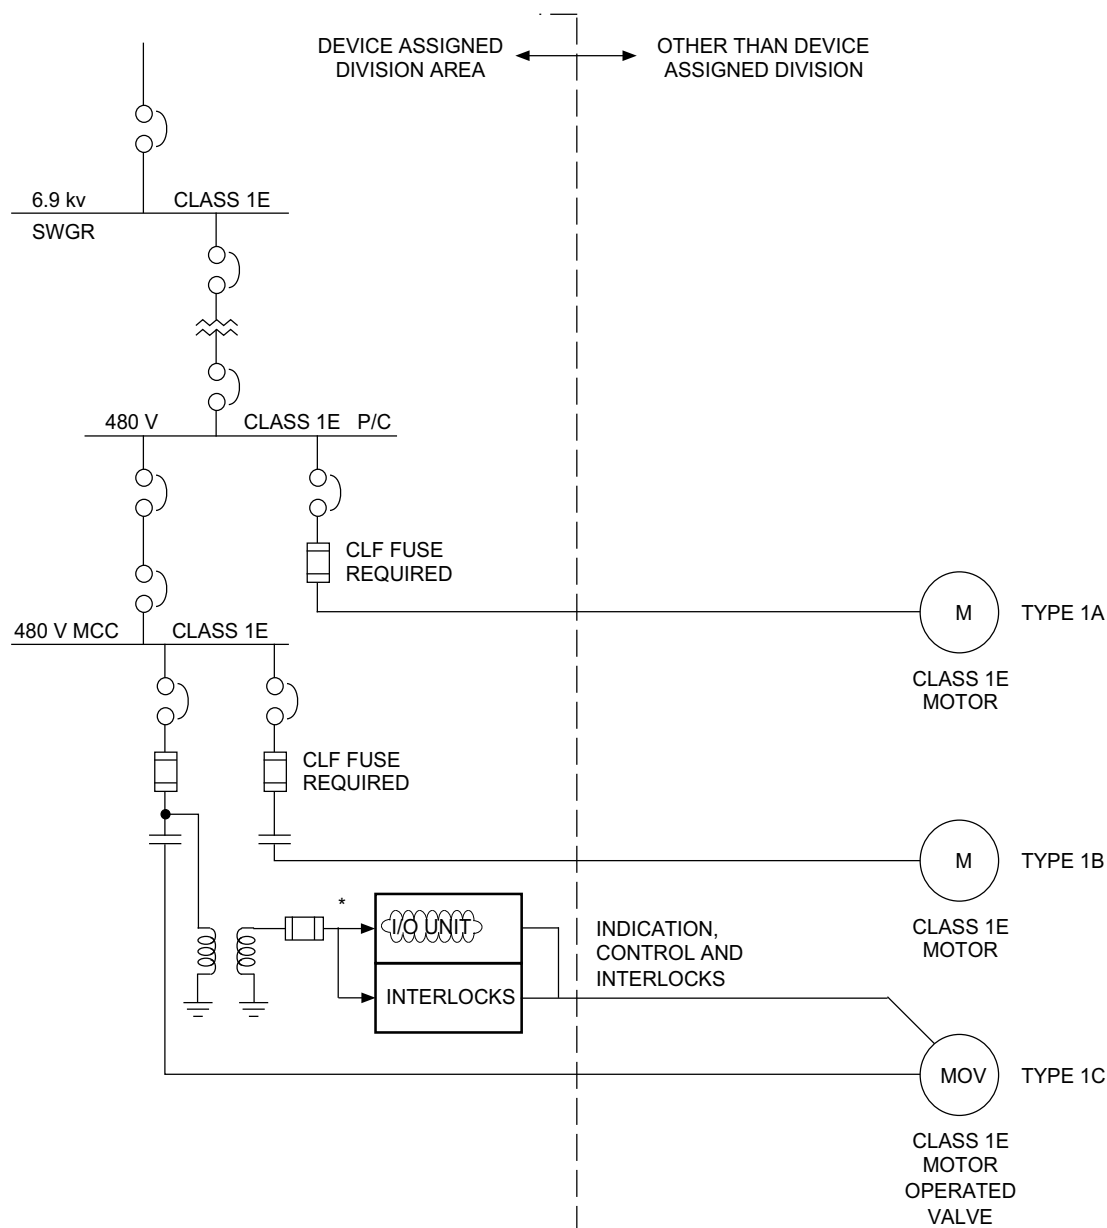 DEVICE ASSIGNED
DIVISION AREA
OTHER THAN DEVICE
ASSIGNED DIVISION
6.9 kv
CLASS 1E
SWGR
480 V
CLASS 1E
P/C
CLF FUSE
REQUIRED
M
TYPE 1A
480 V MCC
CLASS 1E
CLASS 1E
MOTOR
CLF FUSE
REQUIRED
M
TYPE 1B
*
I/O UNIT
INDICATION,
CONTROL AND
INTERLOCKS
CLASS 1E
MOTOR
INTERLOCKS
MOV
TYPE 1C
CLASS 1E
MOTOR
OPERATED
VALVE